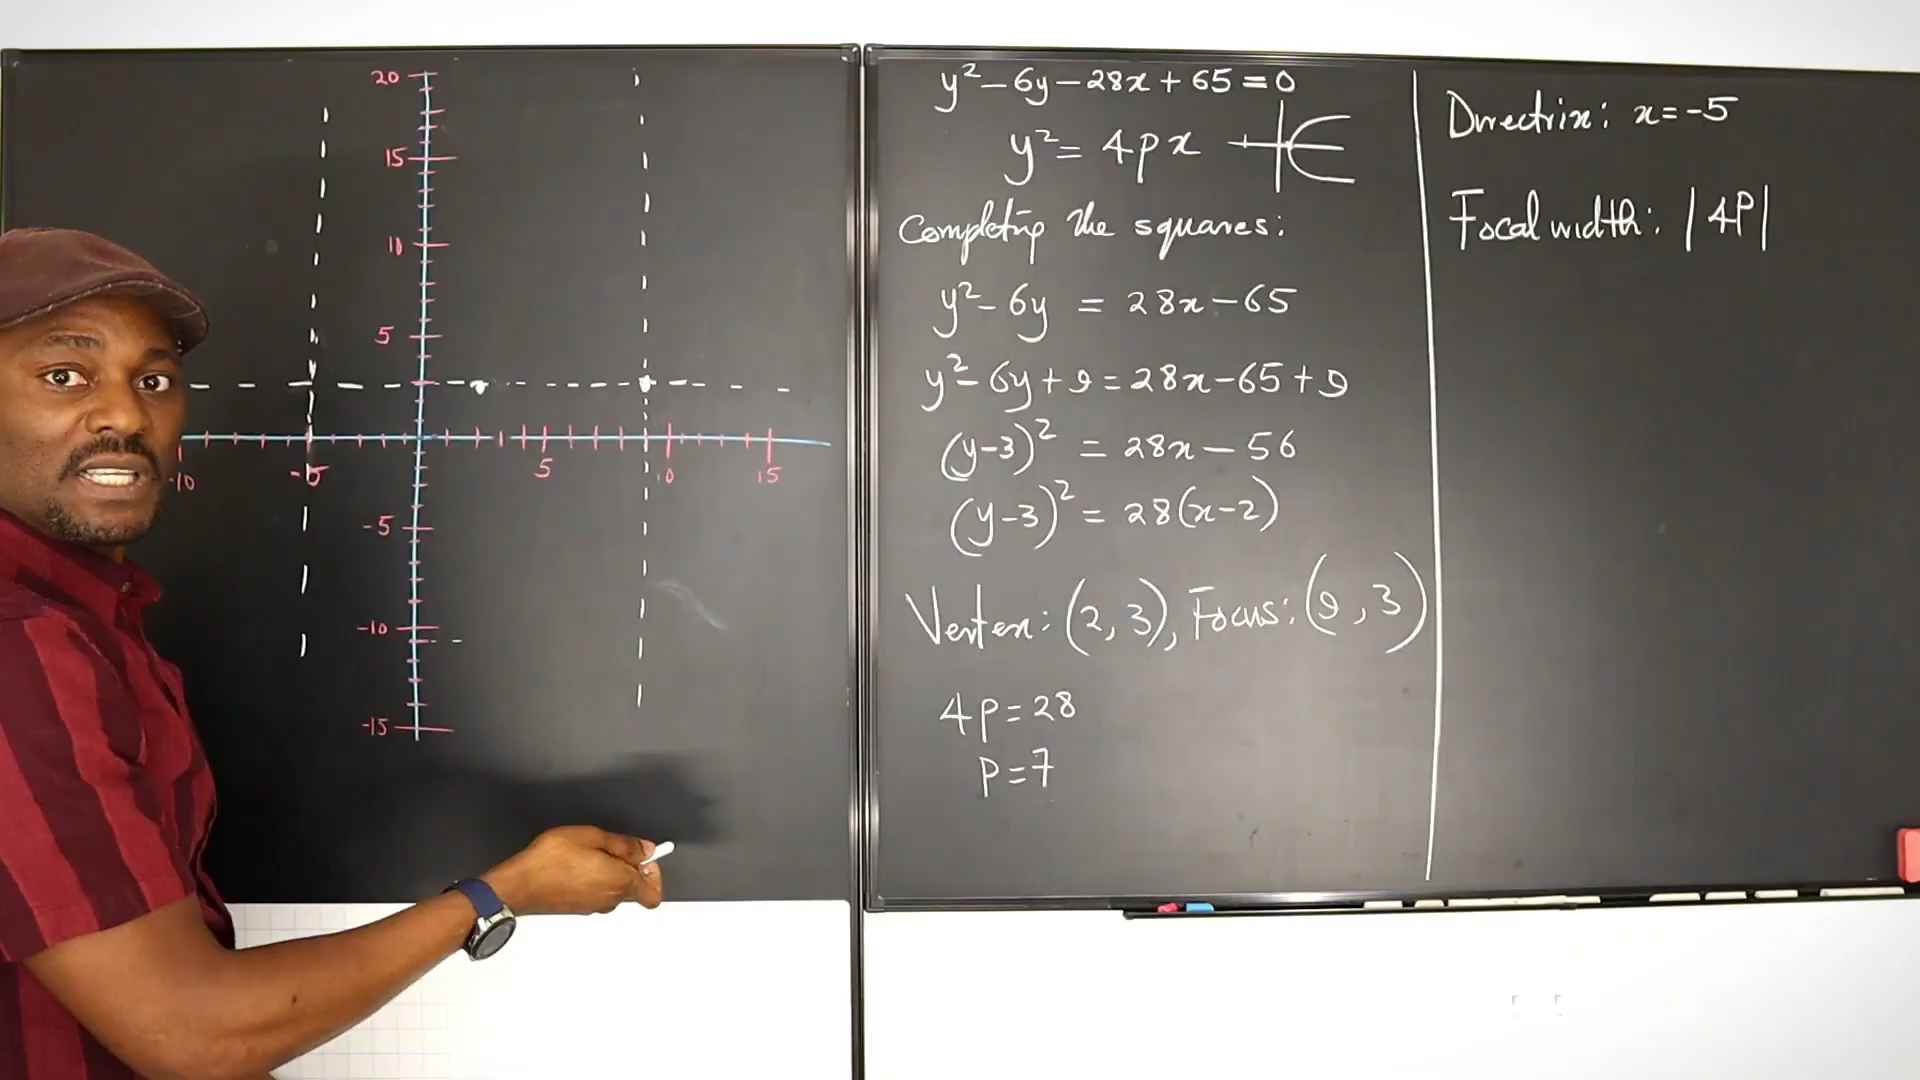 20
15
10
5
-10
-5
5
10
15
-5
-10
-15
y² - 6y - 28x + 65 = 0
y² = 4px
Completing the squares:
y² - 6y = 28x - 65
y² - 6y + 9 = 28x - 65 + 9
(y-3)² = 28x - 56
(y-3)² = 28(x-2)
Vertex: (2, 3), Focus: (9, 3)
4p = 28
P = 7
Directrix: x = -5
Focal width: |4P|